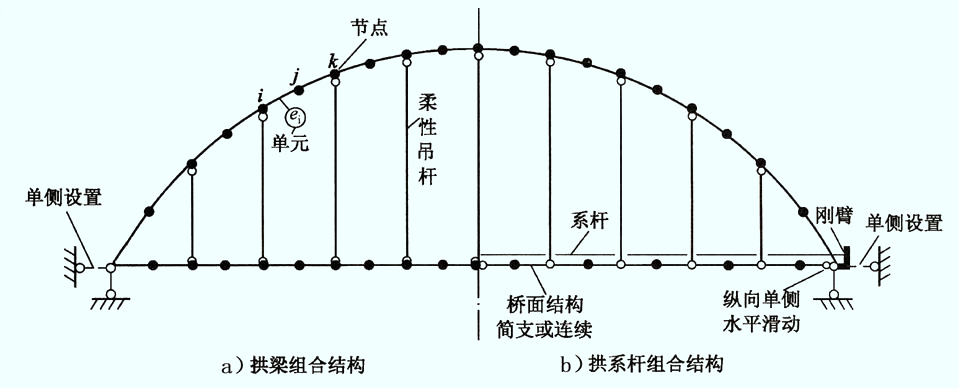 节点
k
j
i
e_i
单元
柔性吊杆
单侧设置
系杆
刚臂
单侧设置
桥面结构
简支或连续
纵向单侧
水平滑动
a）拱梁组合结构
b）拱系杆组合结构